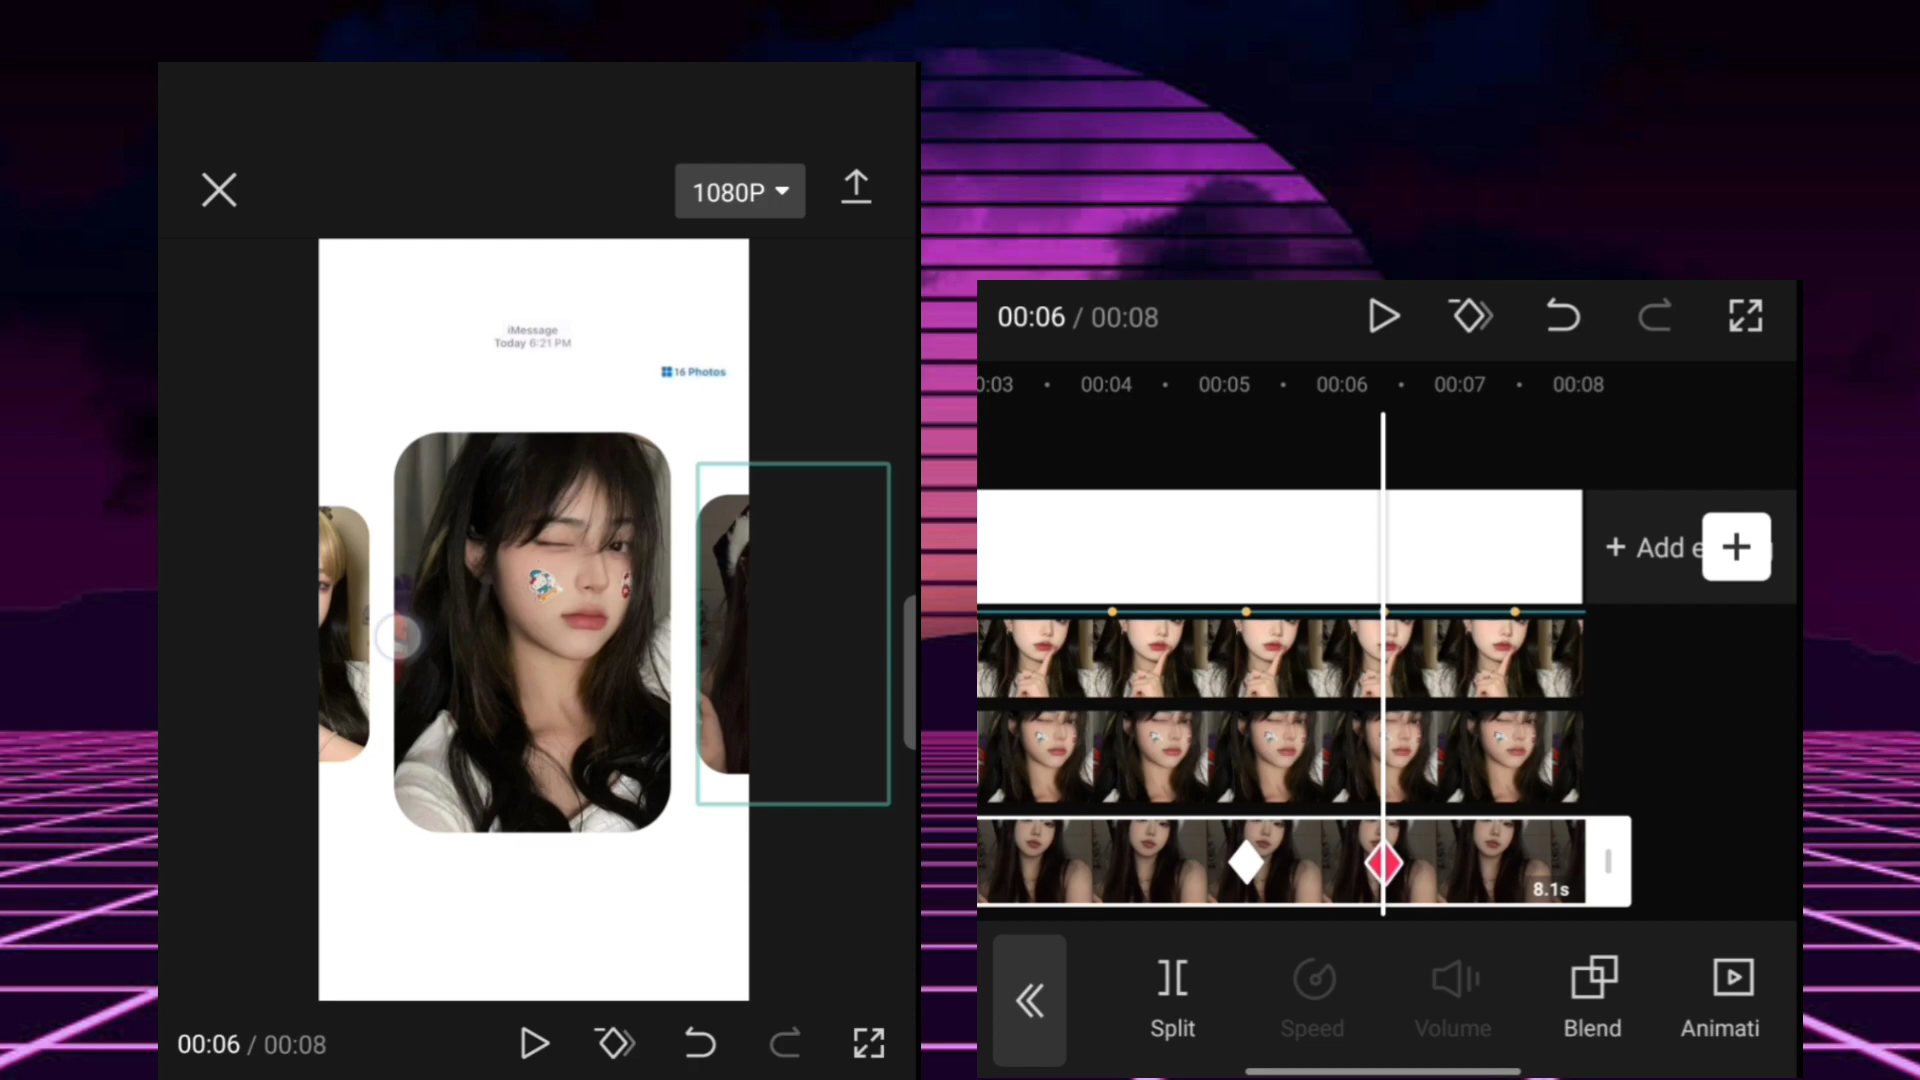 1080P
iMessage
Today 6:21 PM
16 Photos
00:06 / 00:08
00:06 / 00:08
0:03 00:04 00:05 00:06 00:07 00:08
+ Add e
8.1s
Split Speed Volume Blend Animati